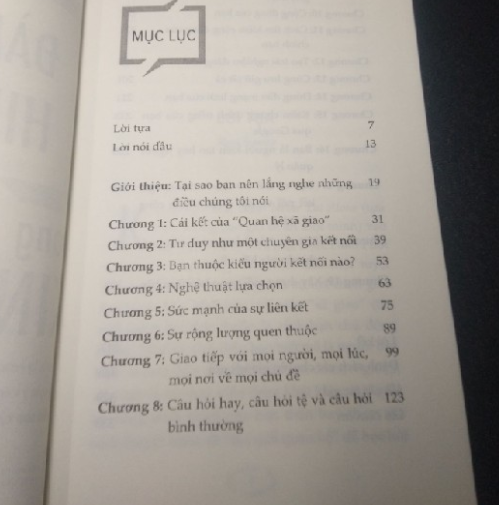 MỤC LỤC
Lời tựa 7
Lời nói đầu 13
Giới thiệu: Tại sao bạn nên lắng nghe những 19
điều chúng tôi nói
Chương 1: Cái kết của "Quan hệ xã giao" 31
Chương 2: Tư duy như một chuyên gia kết nối 39
Chương 3: Bạn thuộc kiểu người kết nối nào? 53
Chương 4: Nghệ thuật lựa chọn 63
Chương 5: Sức mạnh của sự liên kết 75
Chương 6: Sự rộng lượng quen thuộc 89
Chương 7: Giao tiếp với mọi người, mọi lúc, 99
mọi nơi về mọi chủ đề
Chương 8: Câu hỏi hay, câu hỏi tệ và câu hỏi 123
bình thường